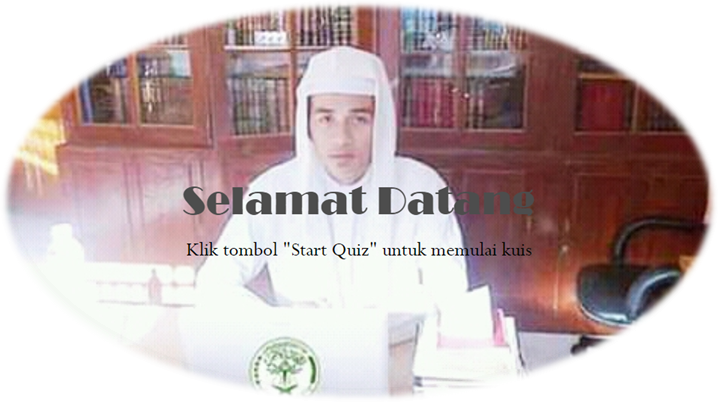 Selamat Datang
Klik tombol "Start Quiz" untuk memulai kuis